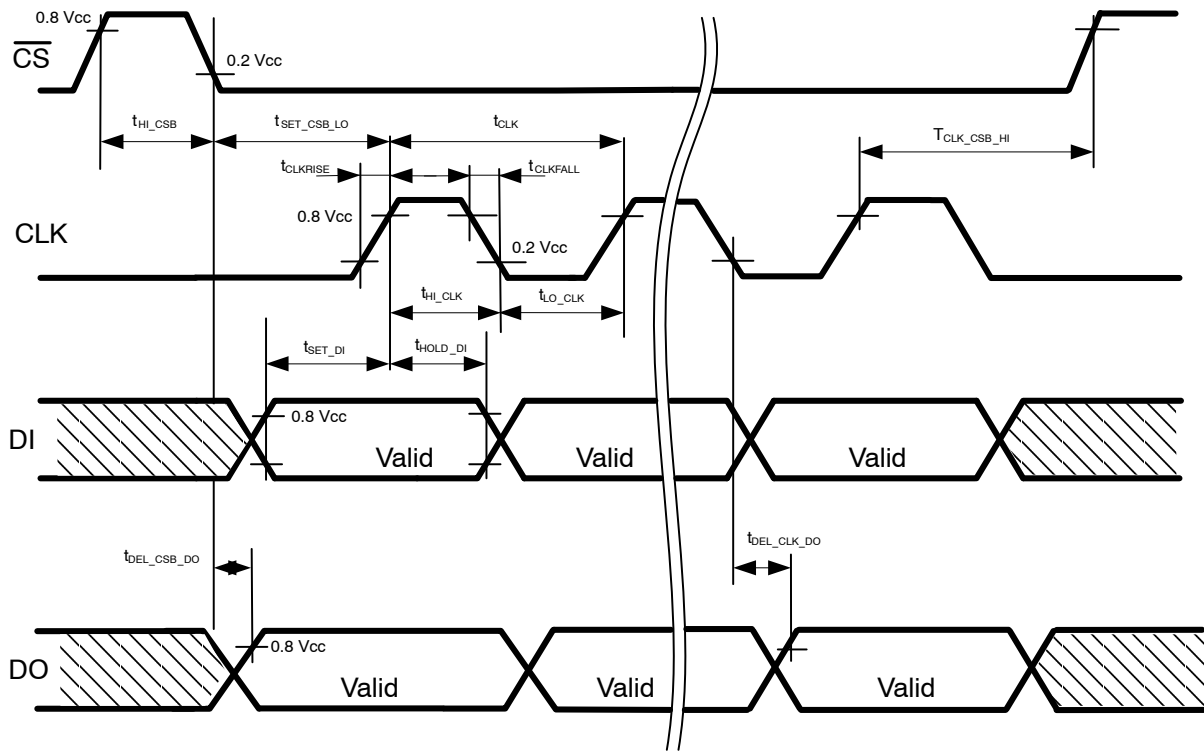 0.8 Vcc
CS
0.2 Vcc
tHI_CSB
tSET_CSB_LO
tCLK
TCLK_CSB_HI
tCLKRISE
tCLKFALL
0.8 Vcc
CLK
0.2 Vcc
tHI_CLK
tLO_CLK
tSET_DI
tHOLD_DI
0.8 Vcc
DI
Valid
Valid
Valid
tDEL_CSB_DO
tDEL_CLK_DO
0.8 Vcc
DO
Valid
Valid
Valid